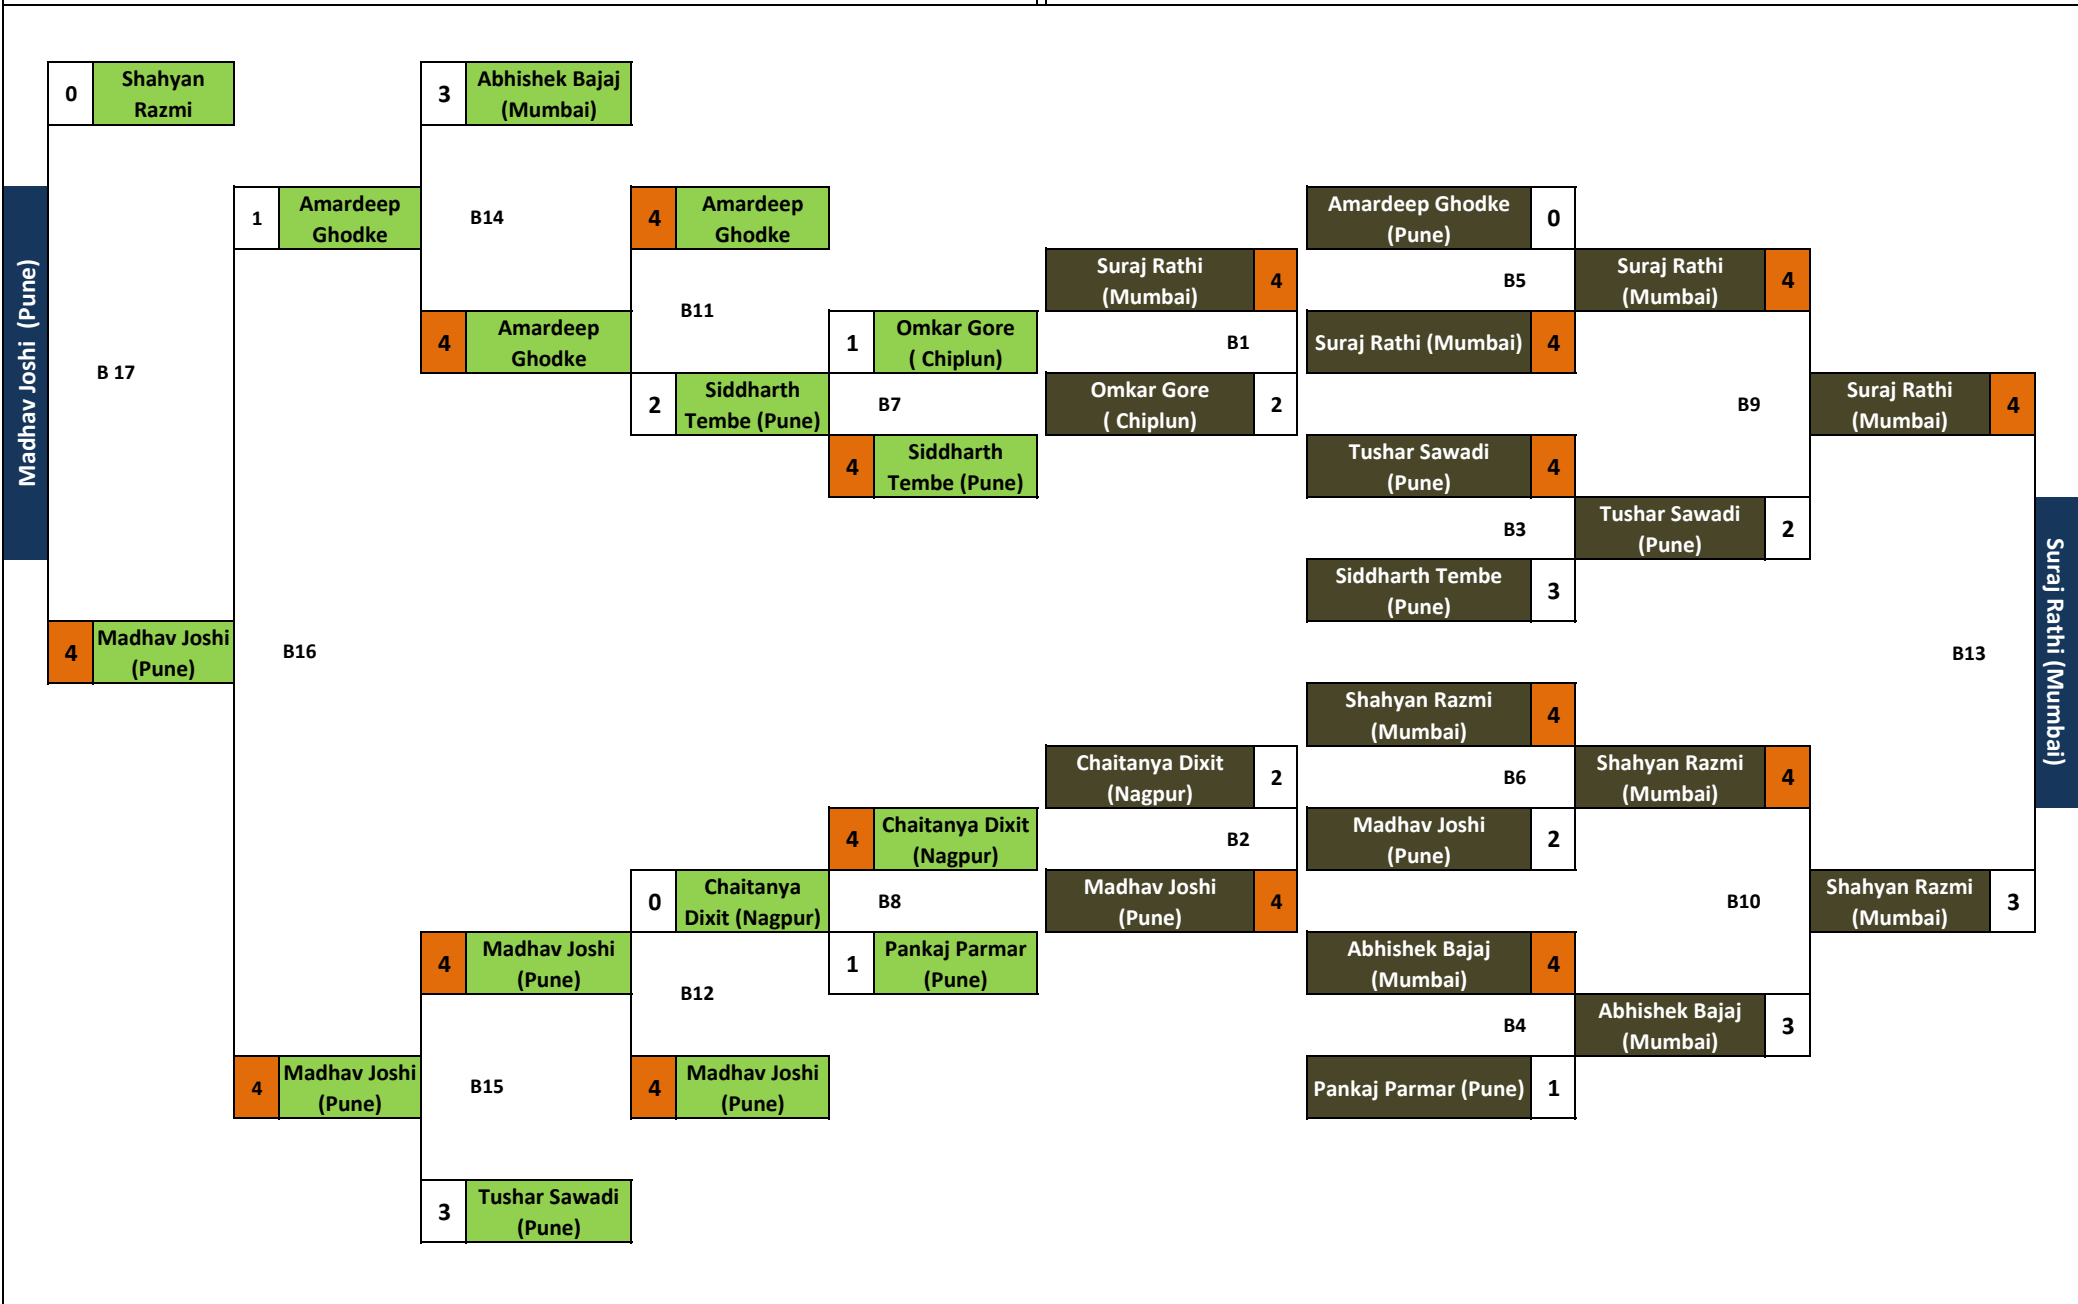 0
Shahyan
Razmi
3
Abhishek Bajaj
(Mumbai)
Madhav Joshi  (Pune)
B 17
1
Amardeep
Ghodke
B14
4
Amardeep
Ghodke
4
Amardeep
Ghodke
B11
2
Siddharth
Tembe (Pune)
1
Omkar Gore
( Chiplun)
B7
4
Siddharth
Tembe (Pune)
4
Madhav Joshi
(Pune)
B16
4
Chaitanya Dixit
(Nagpur)
0
Chaitanya
Dixit (Nagpur)
B8
1
Pankaj Parmar
(Pune)
4
Madhav Joshi
(Pune)
B12
4
Madhav Joshi
(Pune)
B15
4
Madhav Joshi
(Pune)
3
Tushar Sawadi
(Pune)
Suraj Rathi
(Mumbai)
4
B1
Omkar Gore
( Chiplun)
2
Amardeep Ghodke
(Pune)
0
B5
Suraj Rathi (Mumbai)
4
Suraj Rathi
(Mumbai)
4
B9
Tushar Sawadi
(Pune)
4
B3
Siddharth Tembe
(Pune)
3
Tushar Sawadi
(Pune)
2
Suraj Rathi
(Mumbai)
4
B13
Suraj Rathi (Mumbai)
Chaitanya Dixit
(Nagpur)
2
B2
Madhav Joshi
(Pune)
4
Shahyan Razmi
(Mumbai)
4
B6
Madhav Joshi
(Pune)
2
Shahyan Razmi
(Mumbai)
4
B10
Shahyan Razmi
(Mumbai)
3
Abhishek Bajaj
(Mumbai)
4
B4
Pankaj Parmar (Pune)
1
Abhishek Bajaj
(Mumbai)
3